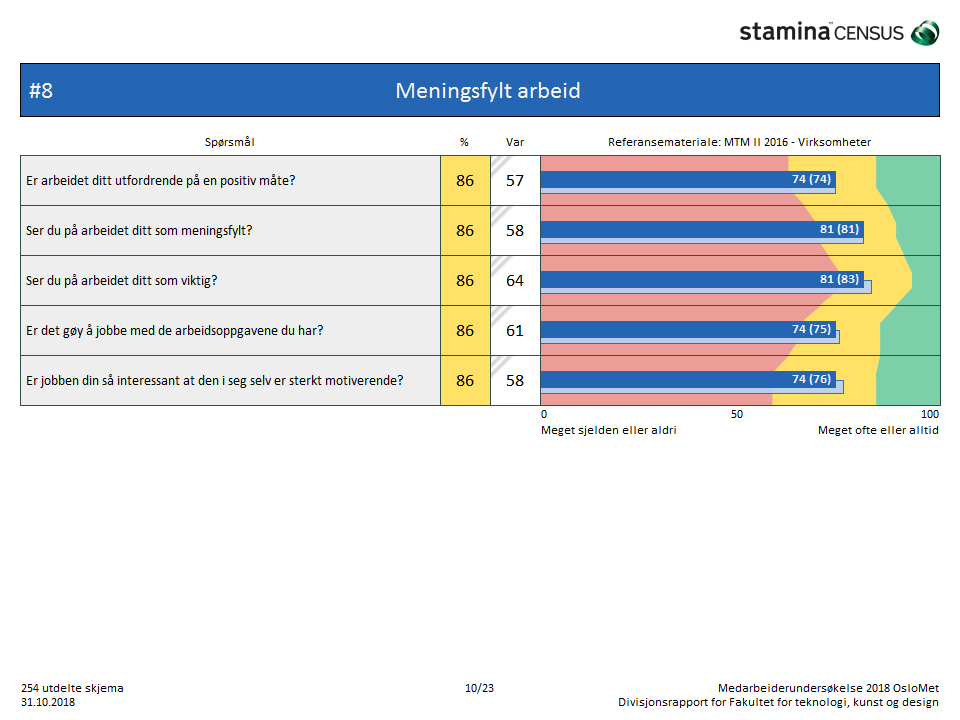 stamina™ CENSUS
#8 Meningsfylt arbeid
Spørsmål % Var Referansemateriale: MTM II 2016 - Virksomheter
Er arbeidet ditt utfordrende på en positiv måte? 86 57 74 (74)
Ser du på arbeidet ditt som meningsfylt? 86 58 81 (81)
Ser du på arbeidet ditt som viktig? 86 64 81 (83)
Er det gøy å jobbe med de arbeidsoppgavene du har? 86 61 74 (75)
Er jobben din så interessant at den i seg selv er sterkt motiverende? 86 58 74 (76)
0 50 100
Meget sjelden eller aldri Meget ofte eller alltid
254 utdelte skjema 10/23 Medarbeiderundersøkelse 2018 OsloMet
31.10.2018 Divisjonsrapport for Fakultet for teknologi, kunst og design